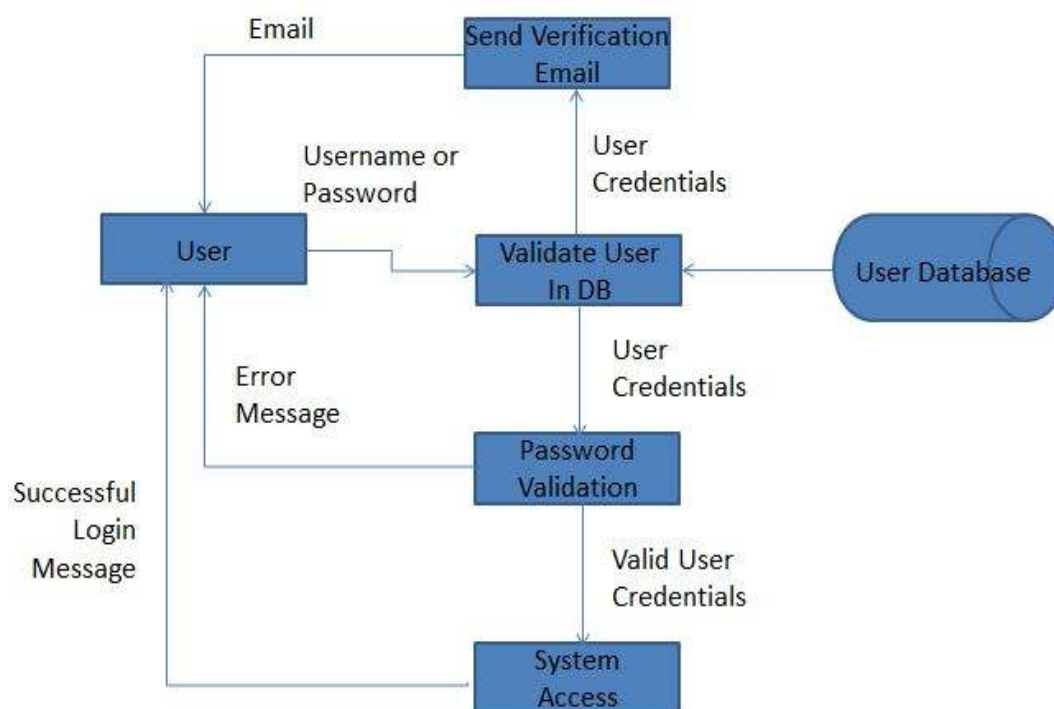 Email
Send Verification
Email
Username or
Password
User
Credentials
User
Validate User
In DB
User Database
User
Credentials
Error
Message
Password
Validation
Successful
Login
Message
Valid User
Credentials
System
Access